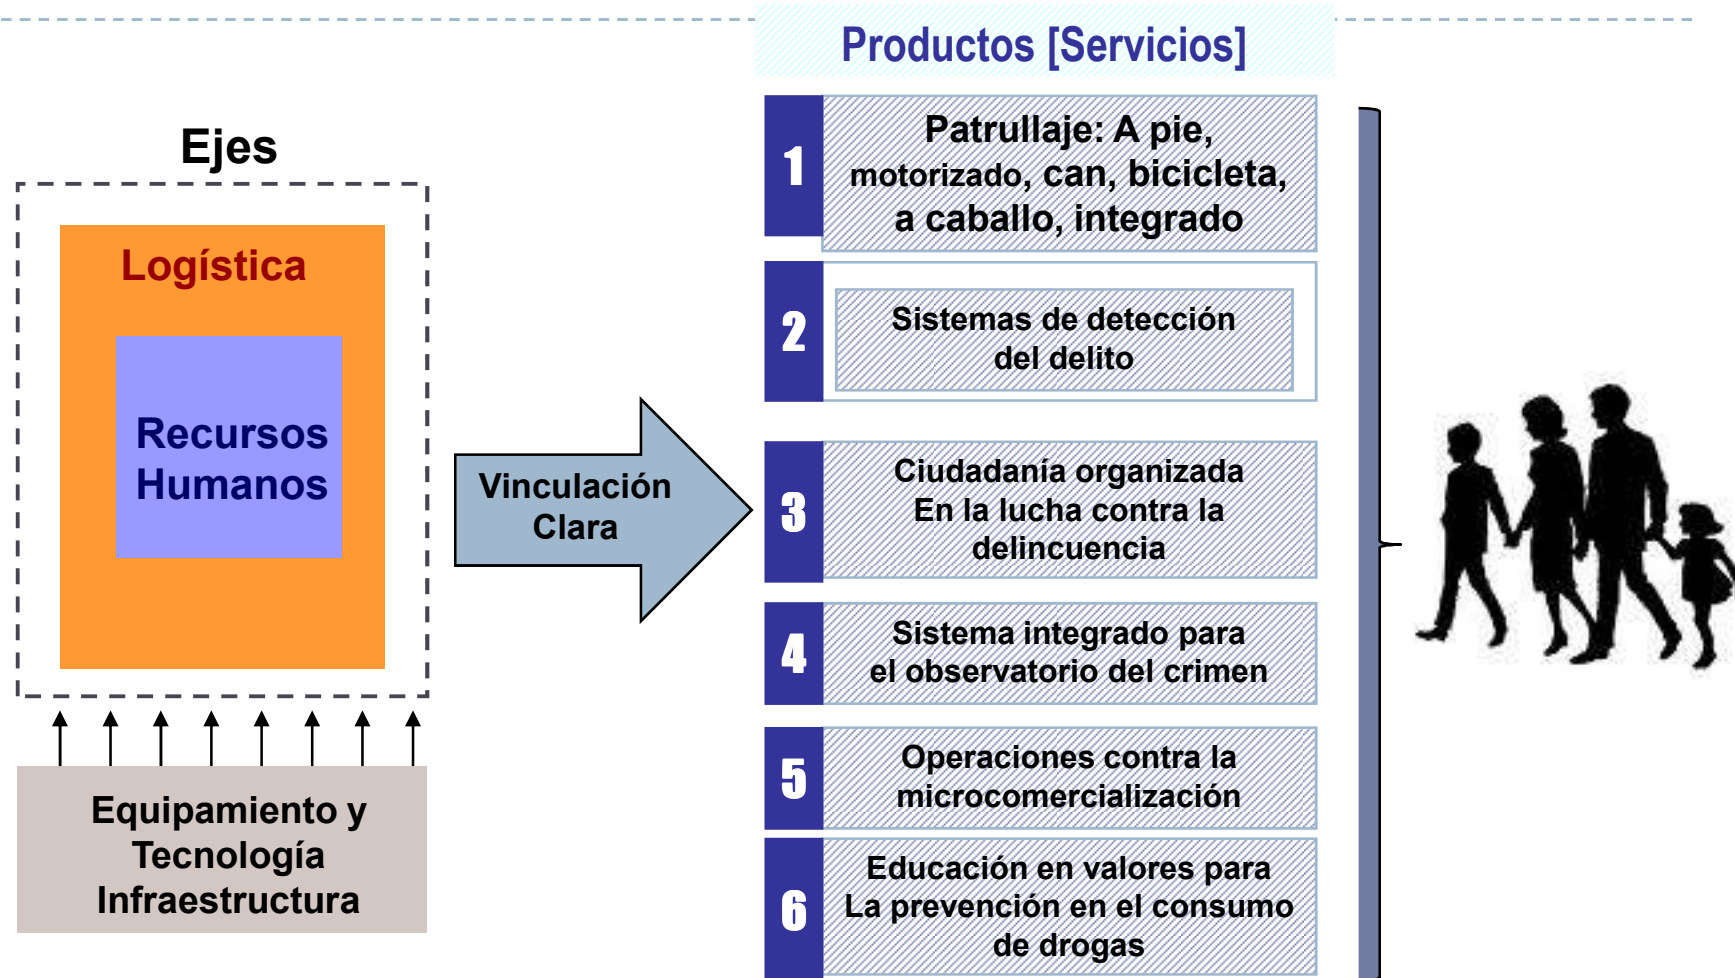 Productos [Servicios]
Ejes
Logística
Recursos
Humanos
Equipamiento y
Tecnología
Infraestructura
Vinculación
Clara
1
Patrullaje: A pie,
motorizado, can, bicicleta,
a caballo, integrado
2
Sistemas de detección
del delito
3
Ciudadanía organizada
En la lucha contra la
delincuencia
4
Sistema integrado para
el observatorio del crimen
5
Operaciones contra la
microcomercialización
6
Educación en valores para
La prevención en el consumo
de drogas